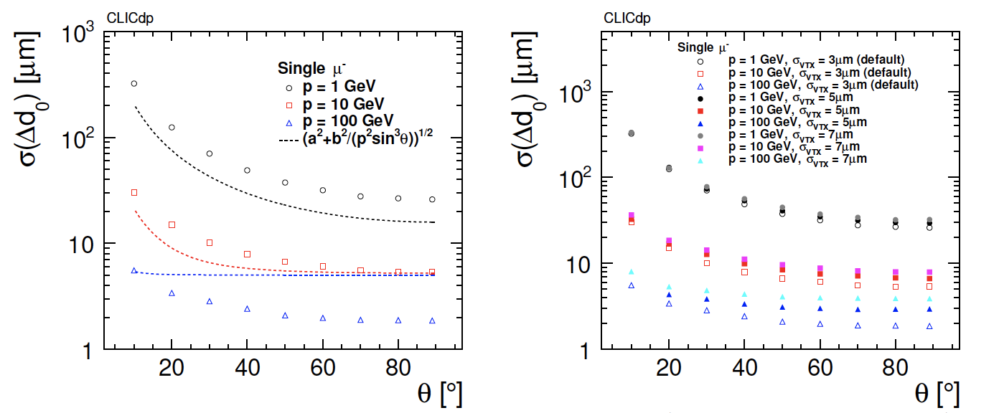 CLICdp
σ(Δd₀) [μm]
10³
10²
10
1
Single μ⁻
p = 1 GeV
p = 10 GeV
p = 100 GeV
(a²+b²/(p²sin³θ))¹/²
20 40 60 80
θ [°]
CLICdp
σ(Δd₀) [μm]
10³
10²
10
1
Single μ⁻
p = 1 GeV, σVTX = 3μm (default)
p = 10 GeV, σVTX = 3μm (default)
p = 100 GeV, σVTX = 3μm (default)
p = 1 GeV, σVTX = 5μm
p = 10 GeV, σVTX = 5μm
p = 100 GeV, σVTX = 5μm
p = 1 GeV, σVTX = 7μm
p = 10 GeV, σVTX = 7μm
p = 100 GeV, σVTX = 7μm
20 40 60 80
θ [°]